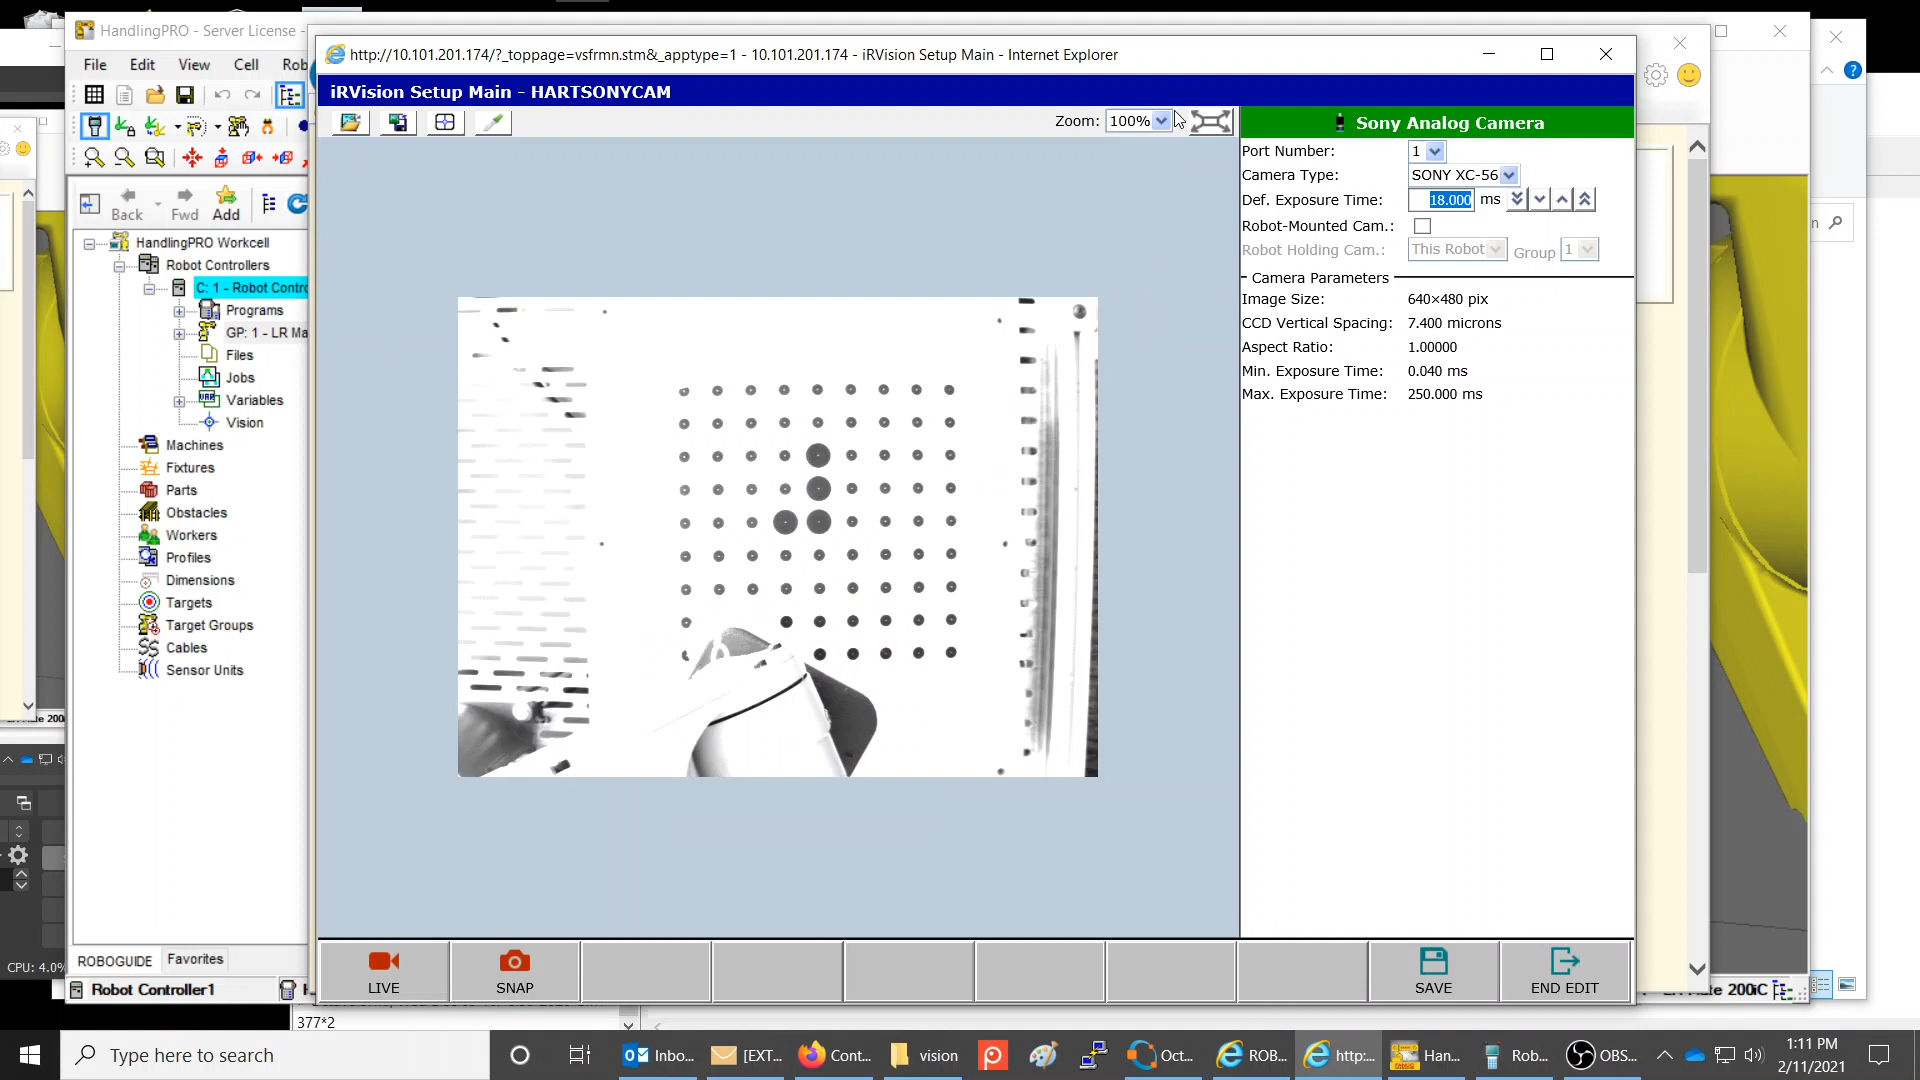 HandlingPRO - Server License -
http://10.101.201.174/?_toppage=vsfrmn.stm&_apptype=1 - 10.101.201.174 - iRVision Setup Main - Internet Explorer
File Edit View Cell Rob
iRVision Setup Main - HARTSONYCAM
Zoom: 100%
Back Fwd Add
Sony Analog Camera
Port Number: 1
Camera Type: SONY XC-56
Def. Exposure Time: 18.000 ms
Robot-Mounted Cam.:
Robot Holding Cam.: This Robot Group 1
Camera Parameters
Image Size: 640×480 pix
CCD Vertical Spacing: 7.400 microns
Aspect Ratio: 1.00000
Min. Exposure Time: 0.040 ms
Max. Exposure Time: 250.000 ms
HandlingPRO Workcell
Robot Controllers
C: 1 - Robot Contro
Programs
GP: 1 - LR Ma
Files
Jobs
Variables
Vision
Machines
Fixtures
Parts
Obstacles
Workers
Profiles
Dimensions
Targets
Target Groups
Cables
Sensor Units
CPU: 4.0%
ROBOGUIDE Favorites
Robot Controller1
LIVE
SNAP
SAVE
END EDIT
200iC
377*2
Type here to search
Inbo...
[EXT...
Cont...
vision
Oct...
ROB...
http:...
Han...
Rob...
OBS...
1:11 PM
2/11/2021